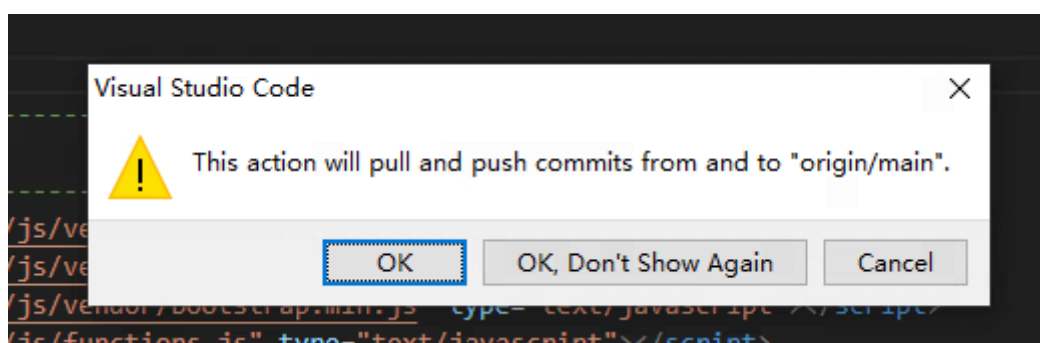 Visual Studio Code
This action will pull and push commits from and to "origin/main".
/js/ve
OK
OK, Don't Show Again
Cancel
/js/ve
/js/vendor/bootstrap.min.js" type="text/javascript"></script>
/js/functions.js" type="text/javascript"></script>